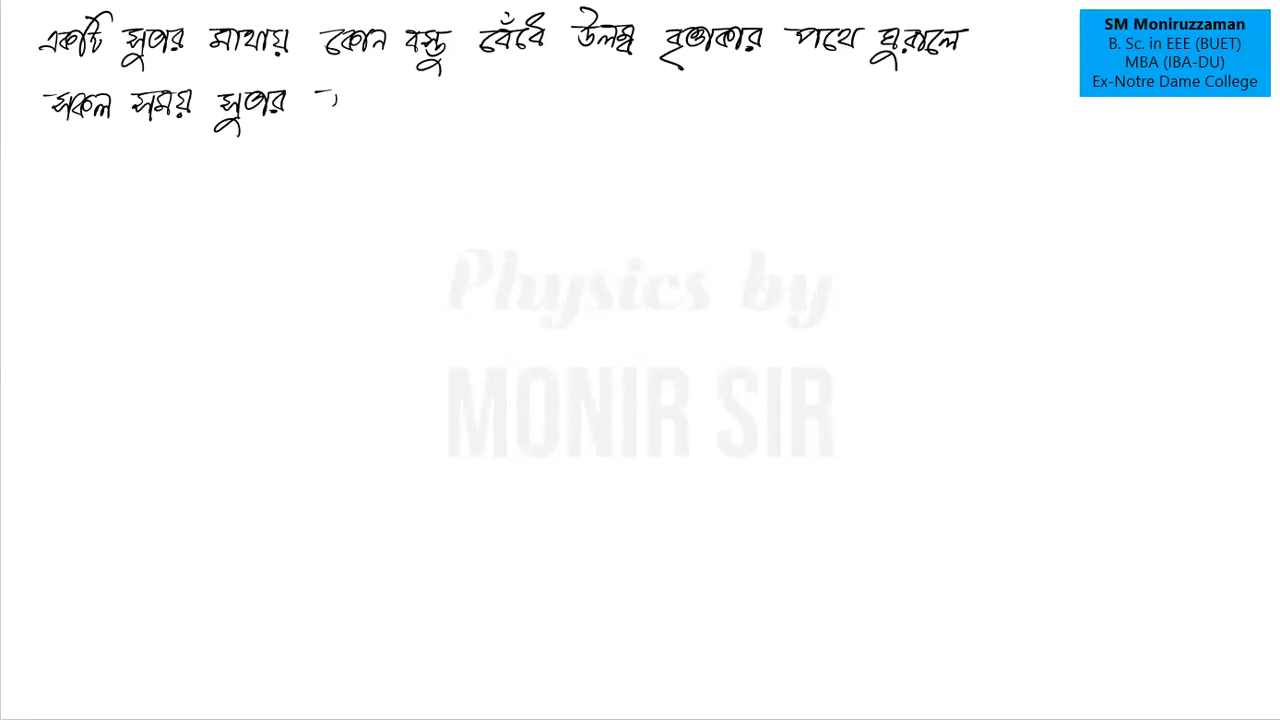 একটি সুতার মাথায় কোন বস্তু বেঁধে উলম্ব বৃত্তাকার পথে ঘুরালে
সকল সময় সুতার
SM Moniruzzaman
B. Sc. in EEE (BUET)
MBA (IBA-DU)
Ex-Notre Dame College
Physics by
MONIR SIR